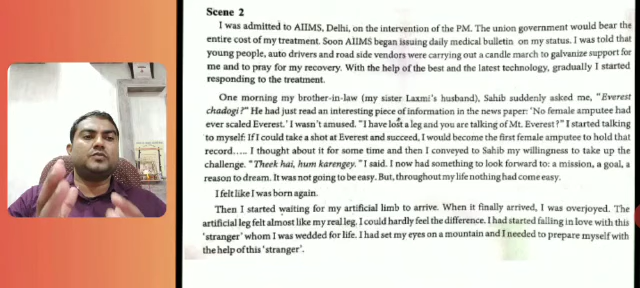 Scene 2
I was admitted to AIIMS, Delhi, on the intervention of the PM. The union government would bear the
entire cost of my treatment. Soon AIIMS began issuing daily medical bulletin on my status. I was told that
young people, auto drivers and road side vendors were carrying out a candle march to galvanize support for
me and to pray for my recovery. With the help of the best and the latest technology, gradually I started
responding to the treatment.
One morning my brother-in-law (my sister Laxmi's husband), Sahib suddenly asked me, "Everest
chadogi?" He had just read an interesting piece of information in the news paper: 'No female amputee had
ever scaled Everest.' I wasn't amused. "I have lost a leg and you are talking of Mt. Everest?" I started talking
to myself: If I could take a shot at Everest and succeed, I would become the first female amputee to hold that
record..... I thought about it for some time and then I conveyed to Sahib my willingness to take up the
challenge. "Theek hai, hum karengey." I said. I now had something to look forward to: a mission, a goal, a
reason to dream. It was not going to be easy. But, throughout my life nothing had come easy.
I felt like I was born again.
Then I started waiting for my artificial limb to arrive. When it finally arrived, I was overjoyed. The
artificial leg felt almost like my real leg. I could hardly feel the difference. I had started falling in love with this
'stranger' whom I was wedded for life. I had set my eyes on a mountain and I needed to prepare myself with
the help of this 'stranger'.